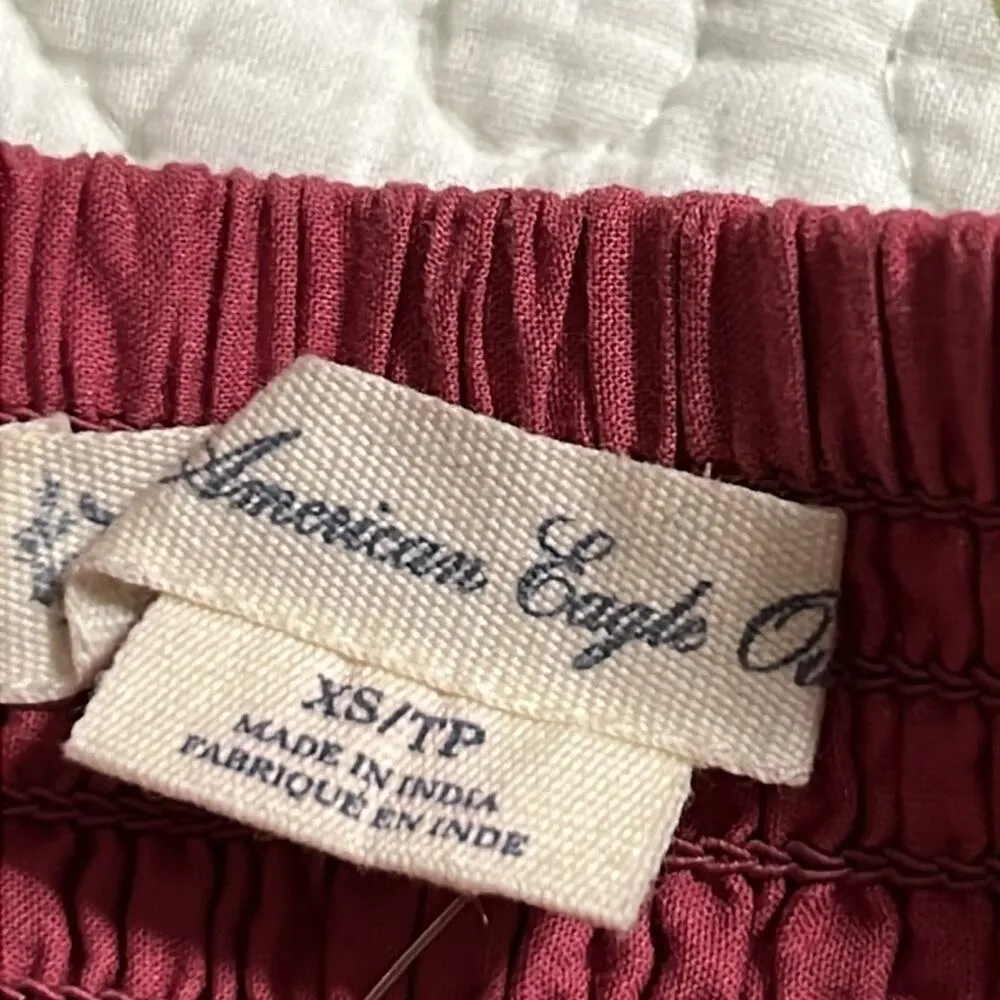 American Eagle
XS/TP
MADE IN INDIA
FABRIQUÉ EN INDE